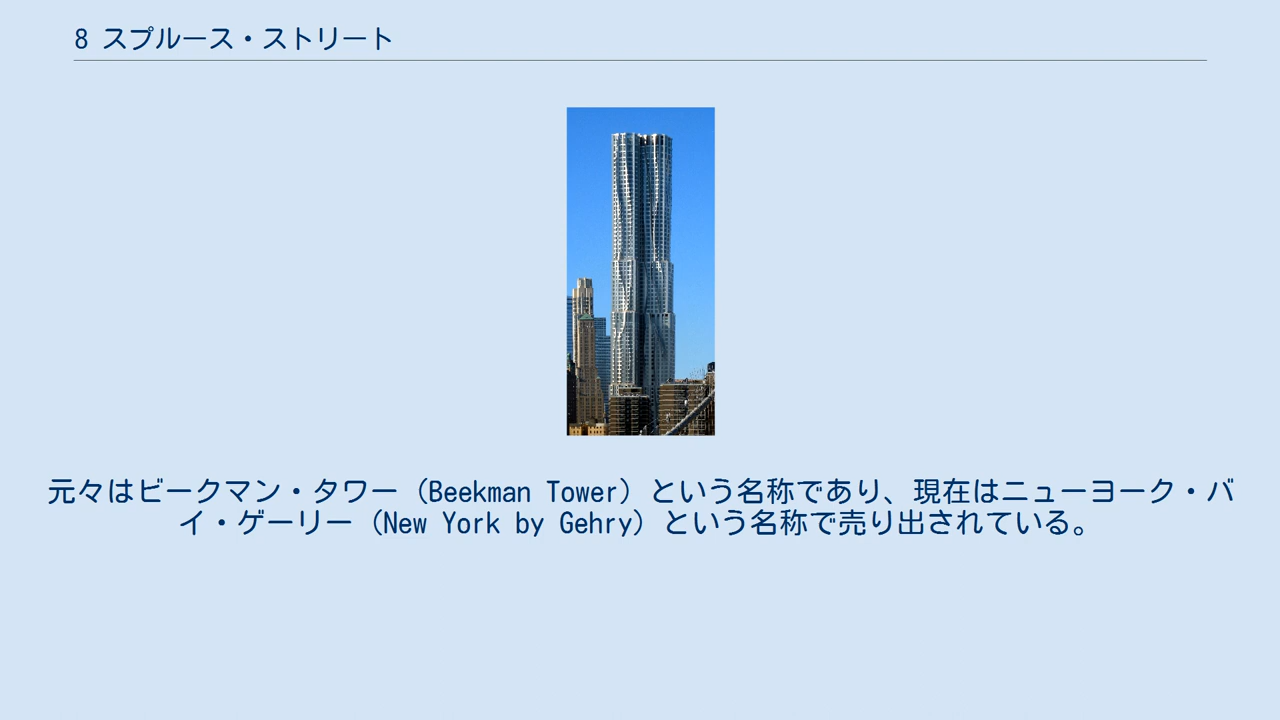 8 スプルース・ストリート
元々はビークマン・タワー（Beekman Tower）という名称であり、現在はニューヨーク・バ
イ・ゲーリー（New York by Gehry）という名称で売り出されている。